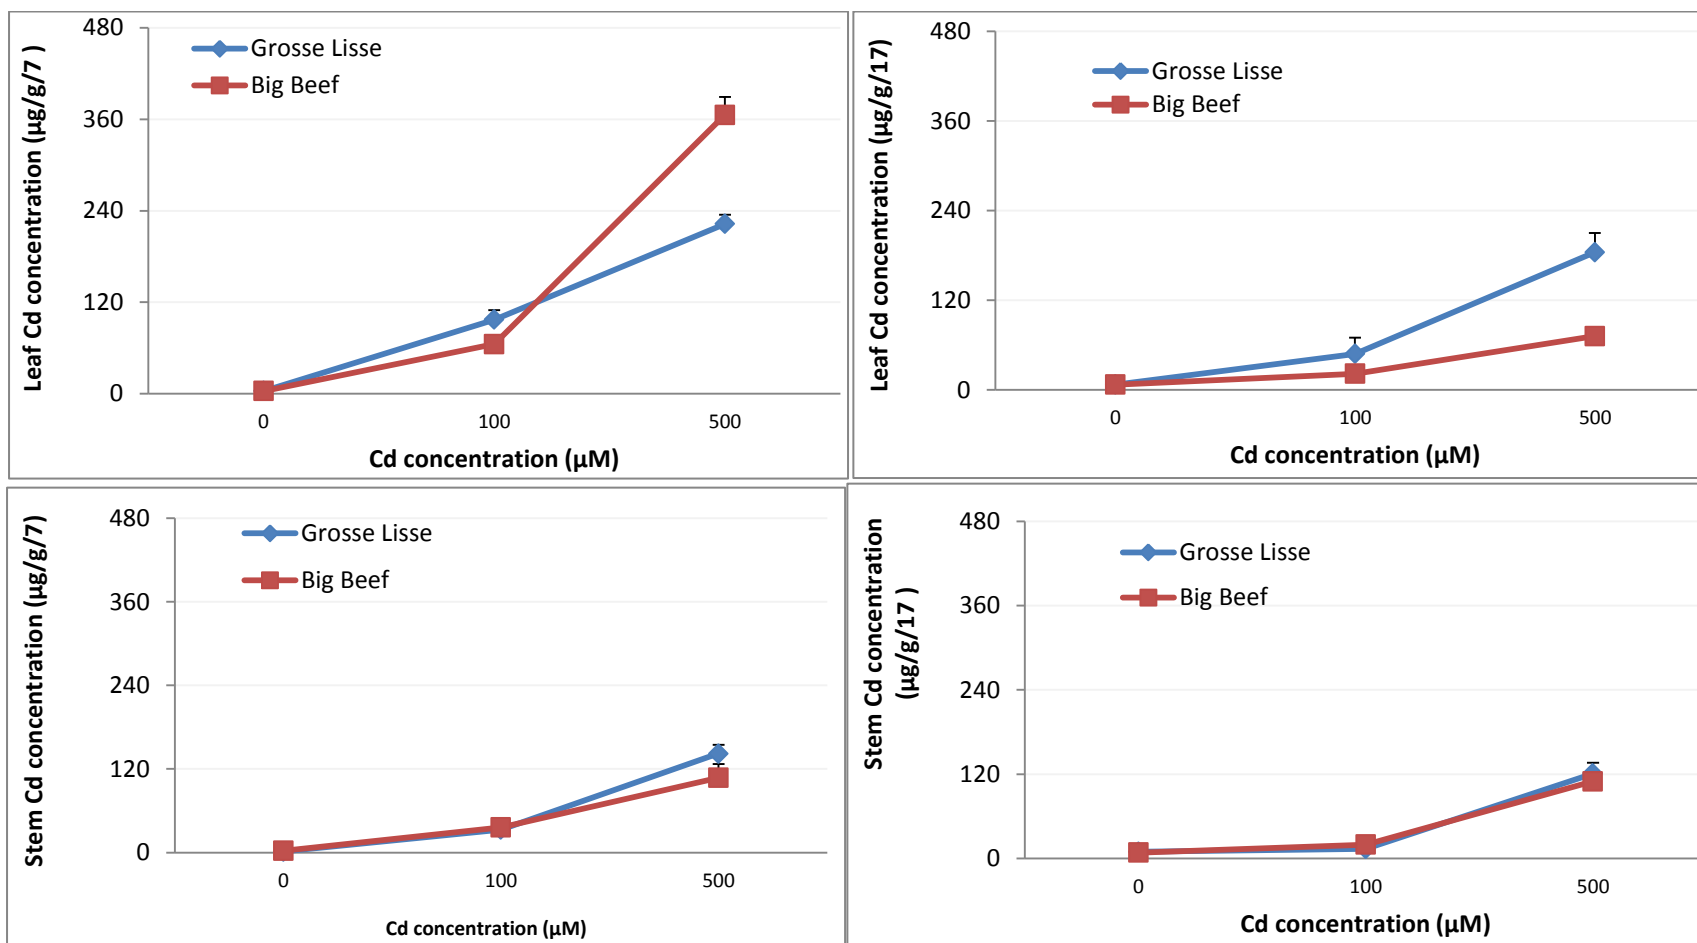 Leaf Cd concentration (µg/g/7 )
480
360
240
120
0
Grosse Lisse
Big Beef
0 100 500
Cd concentration (µM)
Leaf Cd concentration (µg/g/17)
480
360
240
120
0
Grosse Lisse
Big Beef
0 100 500
Cd concentration (µM)
Stem Cd concentration (µg/g/7)
480
360
240
120
0
Grosse Lisse
Big Beef
0 100 500
Cd concentration (µM)
Stem Cd concentration
(µg/g/17 )
480
360
240
120
0
Grosse Lisse
Big Beef
0 100 500
Cd concentration (µM)